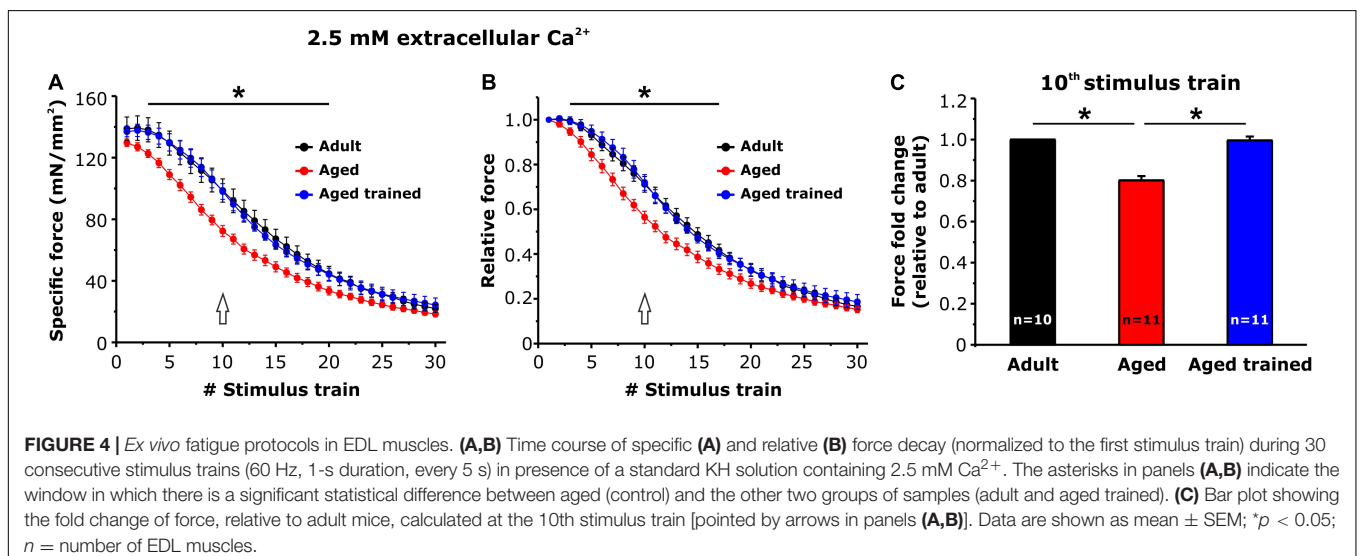 2.5 mM extracellular Ca²⁺
A
*
160
120
80
40
0
Specific force (mN/mm²)
Adult
Aged
Aged trained
0 5 10 15 20 25 30
# Stimulus train
B
*
1.0
0.8
0.6
0.4
0.2
Relative force
Adult
Aged
Aged trained
0 5 10 15 20 25 30
# Stimulus train
C
10th stimulus train
* *
1.2
1.0
0.8
0.6
0.4
0.2
0
Force fold change
(relative to adult)
n=10 n=11 n=11
Adult Aged Aged trained
FIGURE 4 | Ex vivo fatigue protocols in EDL muscles. (A,B) Time course of specific (A) and relative (B) force decay (normalized to the first stimulus train) during 30
consecutive stimulus trains (60 Hz, 1-s duration, every 5 s) in presence of a standard KH solution containing 2.5 mM Ca²⁺. The asterisks in panels (A,B) indicate the
window in which there is a significant statistical difference between aged (control) and the other two groups of samples (adult and aged trained). (C) Bar plot showing
the fold change of force, relative to adult mice, calculated at the 10th stimulus train [pointed by arrows in panels (A,B)]. Data are shown as mean ± SEM; *p < 0.05;
n = number of EDL muscles.